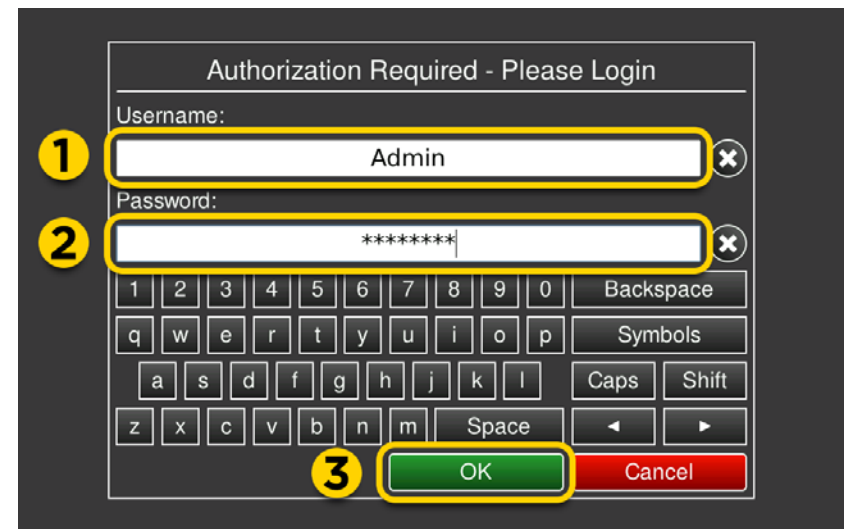 Authorization Required - Please Login
Username:
1 Admin
Password:
2 ********
1 2 3 4 5 6 7 8 9 0 Backspace
q w e r t y u i o p Symbols
a s d f g h j k l Caps Shift
z x c v b n m Space ◄ ►
3 OK Cancel